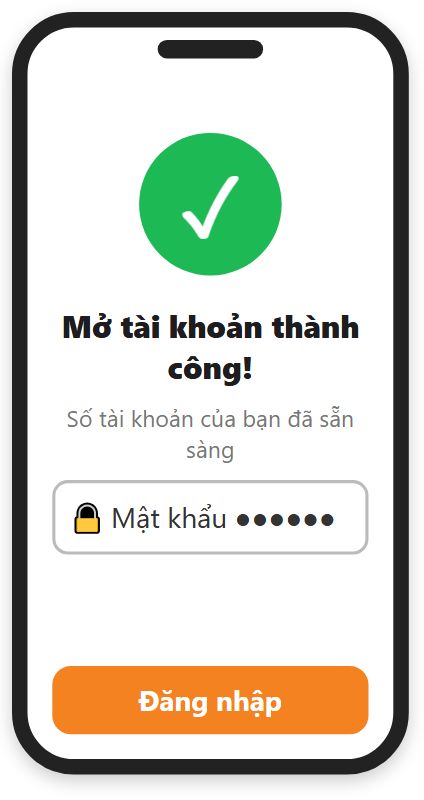 Mở tài khoản thành
công!
Số tài khoản của bạn đã sẵn
sàng
Mật khẩu ●●●●●●
Đăng nhập